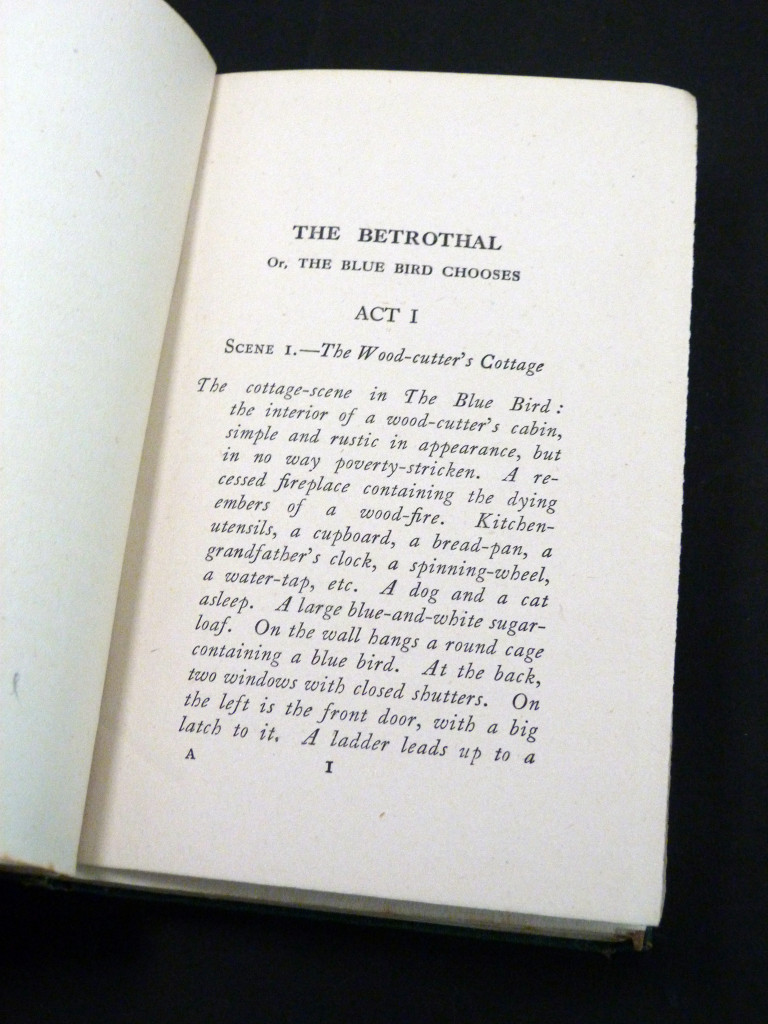 THE BETROTHAL
Or, THE BLUE BIRD CHOOSES
ACT I
SCENE I.—The Wood-cutter's Cottage
The cottage-scene in The Blue Bird:
the interior of a wood-cutter's cabin,
simple and rustic in appearance, but
in no way poverty-stricken. A re-
cessed fireplace containing the dying
embers of a wood-fire. Kitchen-
utensils, a cupboard, a bread-pan, a
grandfather's clock, a spinning-wheel,
a water-tap, etc. A dog and a cat
asleep. A large blue-and-white sugar-
loaf. On the wall hangs a round cage
containing a blue bird. At the back,
two windows with closed shutters. On
the left is the front door, with a big
latch to it. A ladder leads up to a
A
I